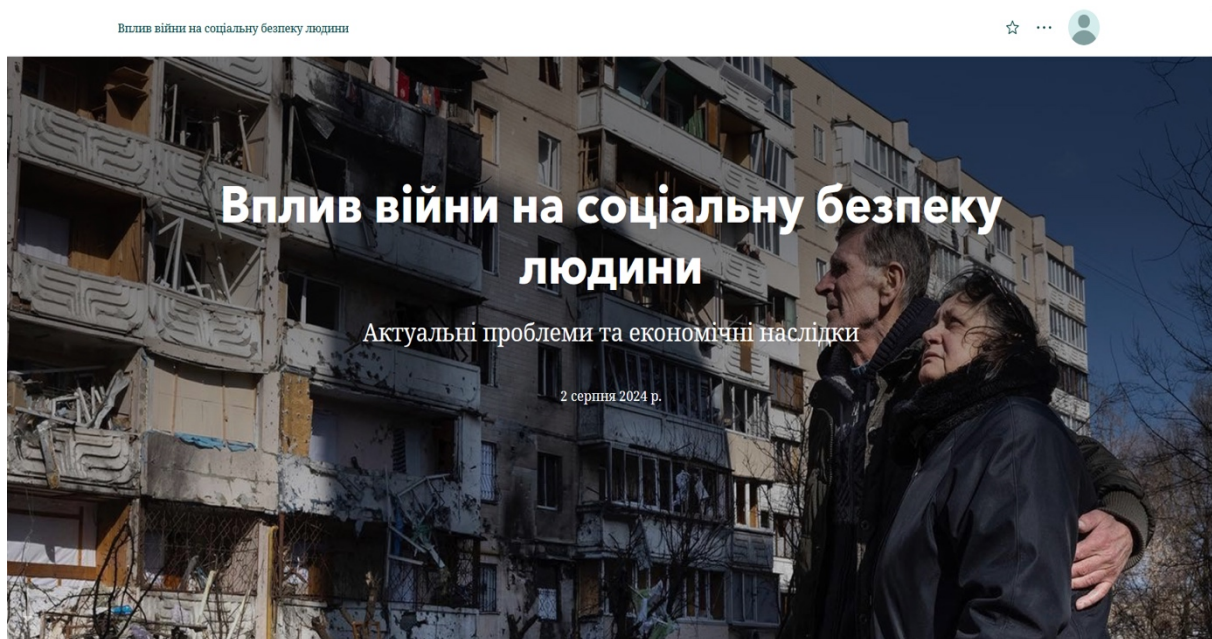 Вплив війни на соціальну безпеку людини
Вплив війни на соціальну безпеку
людини
Актуальні проблеми та економічні наслідки
2 серпня 2024 р.